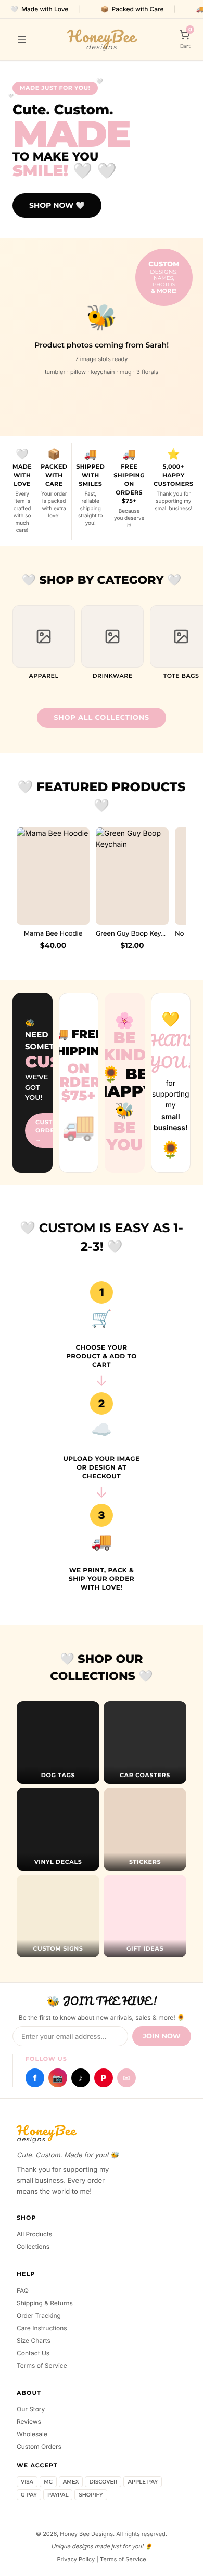 🤍 Made with Love | 📦 Packed with Care | 🚚
HoneyBee
designs
0
Cart
MADE JUST FOR YOU!
Cute. Custom.
MADE
TO MAKE YOU
SMILE! 🤍 🤍
SHOP NOW 🤍
CUSTOM
DESIGNS,
NAMES,
PHOTOS
& MORE!
🐝
Product photos coming from Sarah!
7 image slots ready
tumbler · pillow · keychain · mug · 3 florals
MADE WITH LOVE
Every item is crafted with so much care!
PACKED WITH CARE
Your order is packed with extra love!
SHIPPED WITH SMILES
Fast, reliable shipping straight to you!
FREE SHIPPING ON ORDERS $75+
Because you deserve it!
5,000+ HAPPY CUSTOMERS
Thank you for supporting my small business!
🤍 SHOP BY CATEGORY 🤍
APPAREL
DRINKWARE
TOTE BAGS
SHOP ALL COLLECTIONS
🤍 FEATURED PRODUCTS
🤍
Mama Bee Hoodie
Green Guy Boop
Keychain
Mama Bee Hoodie
$40.00
Green Guy Boop Key...
$12.00
No
🐝
NEED
SOMET
CUS
WE'VE
GOT
YOU!
CUST
ORDE
🚚 FREE
HIPPIN
ON
ORDER
$75+
🚚
🌸
BE
KIND
🌻 BE
HAPPY
🐝
BE
YOU
💛
HANS
YOU!
for
supporting
my
small
business!
🌻
🤍 CUSTOM IS EASY AS 1-
2-3! 🤍
1
🛒
CHOOSE YOUR
PRODUCT & ADD TO
CART
↓
2
☁️
UPLOAD YOUR IMAGE
OR DESIGN AT
CHECKOUT
↓
3
🚚
WE PRINT, PACK &
SHIP YOUR ORDER
WITH LOVE!
🤍 SHOP OUR
COLLECTIONS 🤍
DOG TAGS
CAR COASTERS
VINYL DECALS
STICKERS
CUSTOM SIGNS
GIFT IDEAS
🐝 JOIN THE HIVE!
Be the first to know about new arrivals, sales & more! 🌻
Enter your email address...
JOIN NOW
FOLLOW US
f
♪
P
✉
HoneyBee
designs
Cute. Custom. Made for you! 🐝
Thank you for supporting my
small business. Every order
means the world to me!
SHOP
All Products
Collections
HELP
FAQ
Shipping & Returns
Order Tracking
Care Instructions
Size Charts
Contact Us
Terms of Service
ABOUT
Our Story
Reviews
Wholesale
Custom Orders
WE ACCEPT
VISA
MC
AMEX
DISCOVER
APPLE PAY
G PAY
PAYPAL
SHOPIFY
© 2026, Honey Bee Designs. All rights reserved.
Unique designs made just for you! 🌻
Privacy Policy | Terms of Service